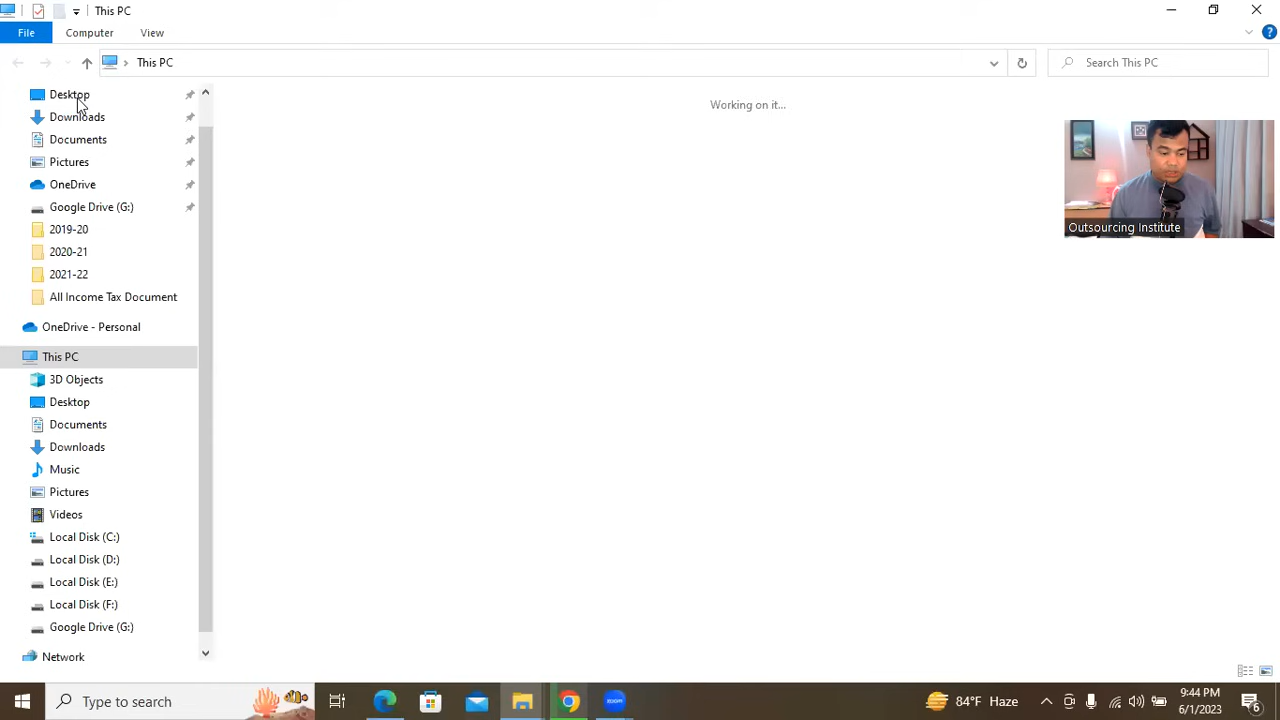 This PC
File Computer View
This PC
Search This PC
Desktop
Downloads
Documents
Pictures
OneDrive
Google Drive (G:)
2019-20
2020-21
2021-22
All Income Tax Document
OneDrive - Personal
This PC
3D Objects
Desktop
Documents
Downloads
Music
Pictures
Videos
Local Disk (C:)
Local Disk (D:)
Local Disk (E:)
Local Disk (F:)
Google Drive (G:)
Network
Working on it...
Outsourcing Institute
Type to search
zoom
84°F Haze
9:44 PM
6/1/2023
6